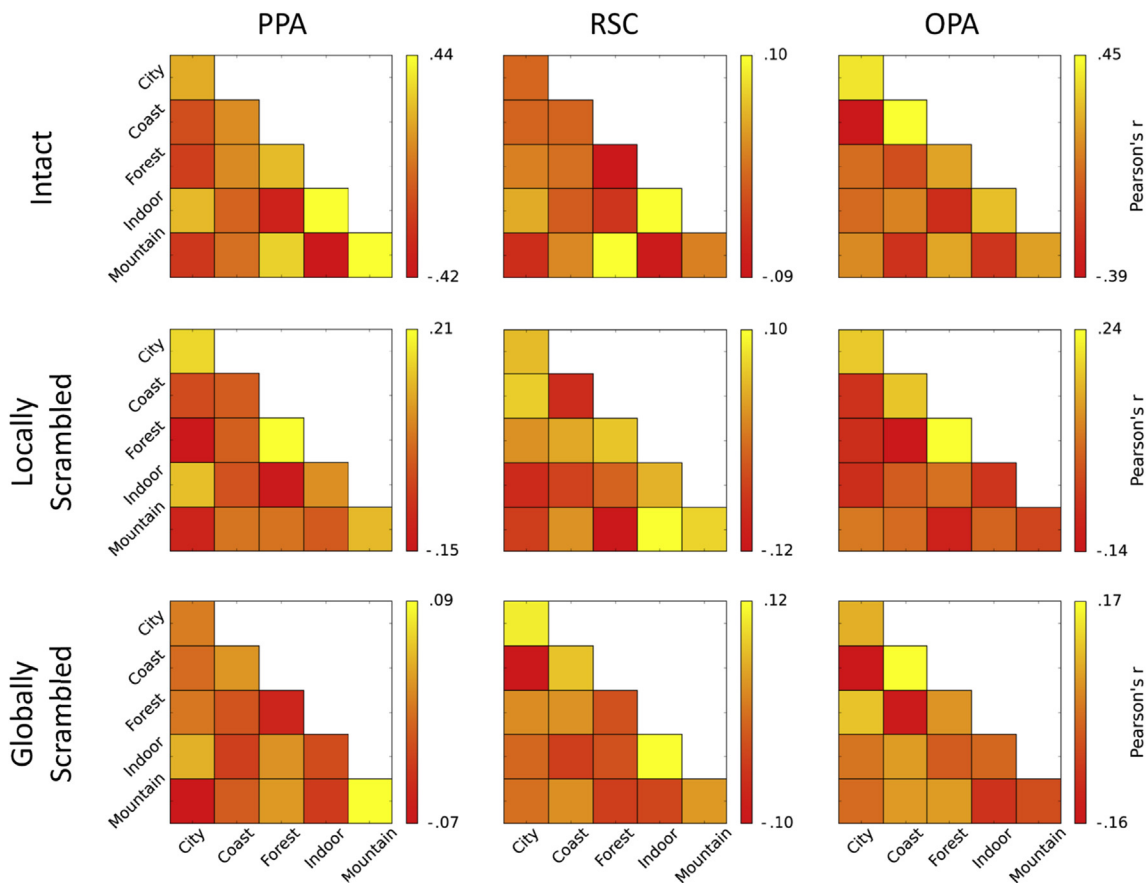 PPA RSC OPA
Intact
City
Coast
Forest
Indoor
Mountain
.44
-.42
.10
-.09
.45
-.39
Pearson's r
Locally
Scrambled
City
Coast
Forest
Indoor
Mountain
.21
-.15
.10
-.12
.24
-.14
Pearson's r
Globally
Scrambled
City
Coast
Forest
Indoor
Mountain
.09
-.07
.12
-.10
.17
-.16
Pearson's r
City Coast Forest Indoor Mountain
City Coast Forest Indoor Mountain
City Coast Forest Indoor Mountain